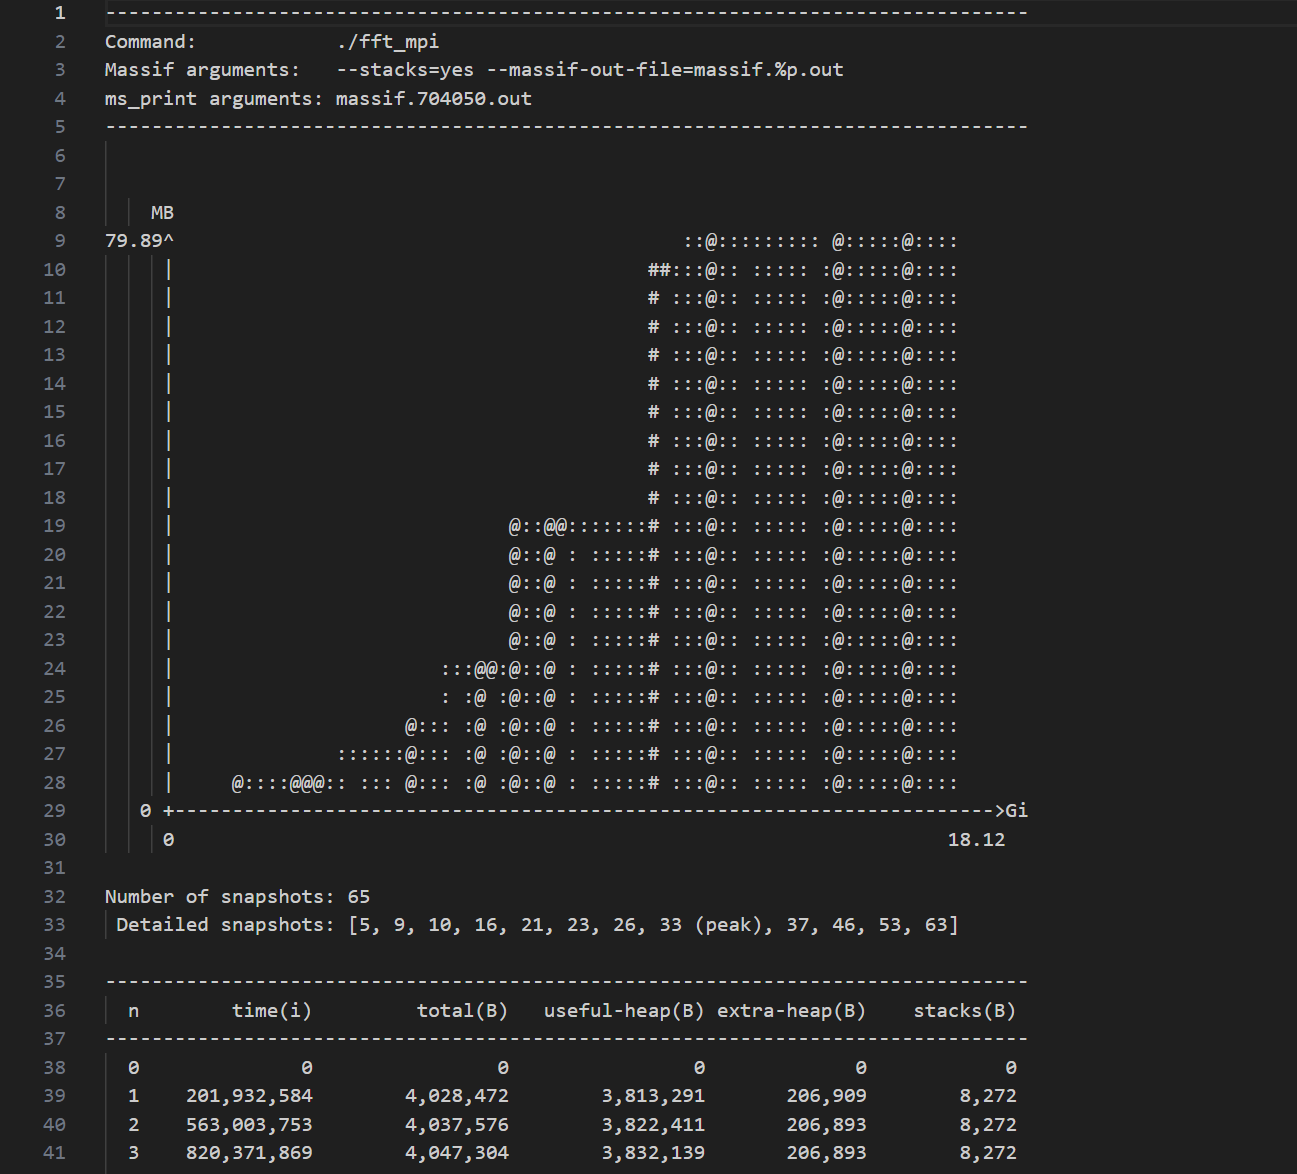 1 --------------------------------------------------------------------------------
2 Command:            ./fft_mpi
3 Massif arguments:   --stacks=yes --massif-out-file=massif.%p.out
4 ms_print arguments: massif.704050.out
5 --------------------------------------------------------------------------------
6
7
8     MB
9 79.89^                                            ::@::::::::: @:::::@::::
10      |                                         ##:::@:: ::::: :@:::::@::::
11      |                                         # :::@:: ::::: :@:::::@::::
12      |                                         # :::@:: ::::: :@:::::@::::
13      |                                         # :::@:: ::::: :@:::::@::::
14      |                                         # :::@:: ::::: :@:::::@::::
15      |                                         # :::@:: ::::: :@:::::@::::
16      |                                         # :::@:: ::::: :@:::::@::::
17      |                                         # :::@:: ::::: :@:::::@::::
18      |                                         # :::@:: ::::: :@:::::@::::
19      |                             @::@@:::::::# :::@:: ::::: :@:::::@::::
20      |                             @::@ : :::::# :::@:: ::::: :@:::::@::::
21      |                             @::@ : :::::# :::@:: ::::: :@:::::@::::
22      |                             @::@ : :::::# :::@:: ::::: :@:::::@::::
23      |                             @::@ : :::::# :::@:: ::::: :@:::::@::::
24      |                       :::@@:@::@ : :::::# :::@:: ::::: :@:::::@::::
25      |                       : :@ :@::@ : :::::# :::@:: ::::: :@:::::@::::
26      |                    @::: :@ :@::@ : :::::# :::@:: ::::: :@:::::@::::
27      |              ::::::@::: :@ :@::@ : :::::# :::@:: ::::: :@:::::@::::
28      |     @::::@@@:: ::: @::: :@ :@::@ : :::::# :::@:: ::::: :@:::::@::::
29    0 +----------------------------------------------------------------------->Gi
30      0                                                                   18.12
31
32 Number of snapshots: 65
33  Detailed snapshots: [5, 9, 10, 16, 21, 23, 26, 33 (peak), 37, 46, 53, 63]
34
35 --------------------------------------------------------------------------------
36   n        time(i)         total(B)   useful-heap(B) extra-heap(B)    stacks(B)
37 --------------------------------------------------------------------------------
38   0              0                0                0             0            0
39   1    201,932,584        4,028,472        3,813,291       206,909        8,272
40   2    563,003,753        4,037,576        3,822,411       206,893        8,272
41   3    820,371,869        4,047,304        3,832,139       206,893        8,272